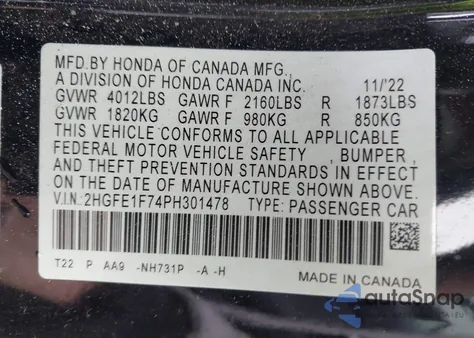 MFD.BY HONDA OF CANADA MFG.,
A DIVISION OF HONDA CANADA INC. 11/'22
GVWR 4012LBS GAWR F 2160LBS R 1873LBS
GVWR 1820KG GAWR F 980KG R 850KG
THIS VEHICLE CONFORMS TO ALL APPLICABLE
FEDERAL MOTOR VEHICLE SAFETY , BUMPER ,
AND THEFT PREVENTION STANDARDS IN EFFECT
ON THE DATE OF MANUFACTURE SHOWN ABOVE.
V.I.N:2HGFE1F74PH301478 TYPE: PASSENGER CAR
T22 P AA9 -NH731P -A -H
MADE IN CANADA
autoSnap